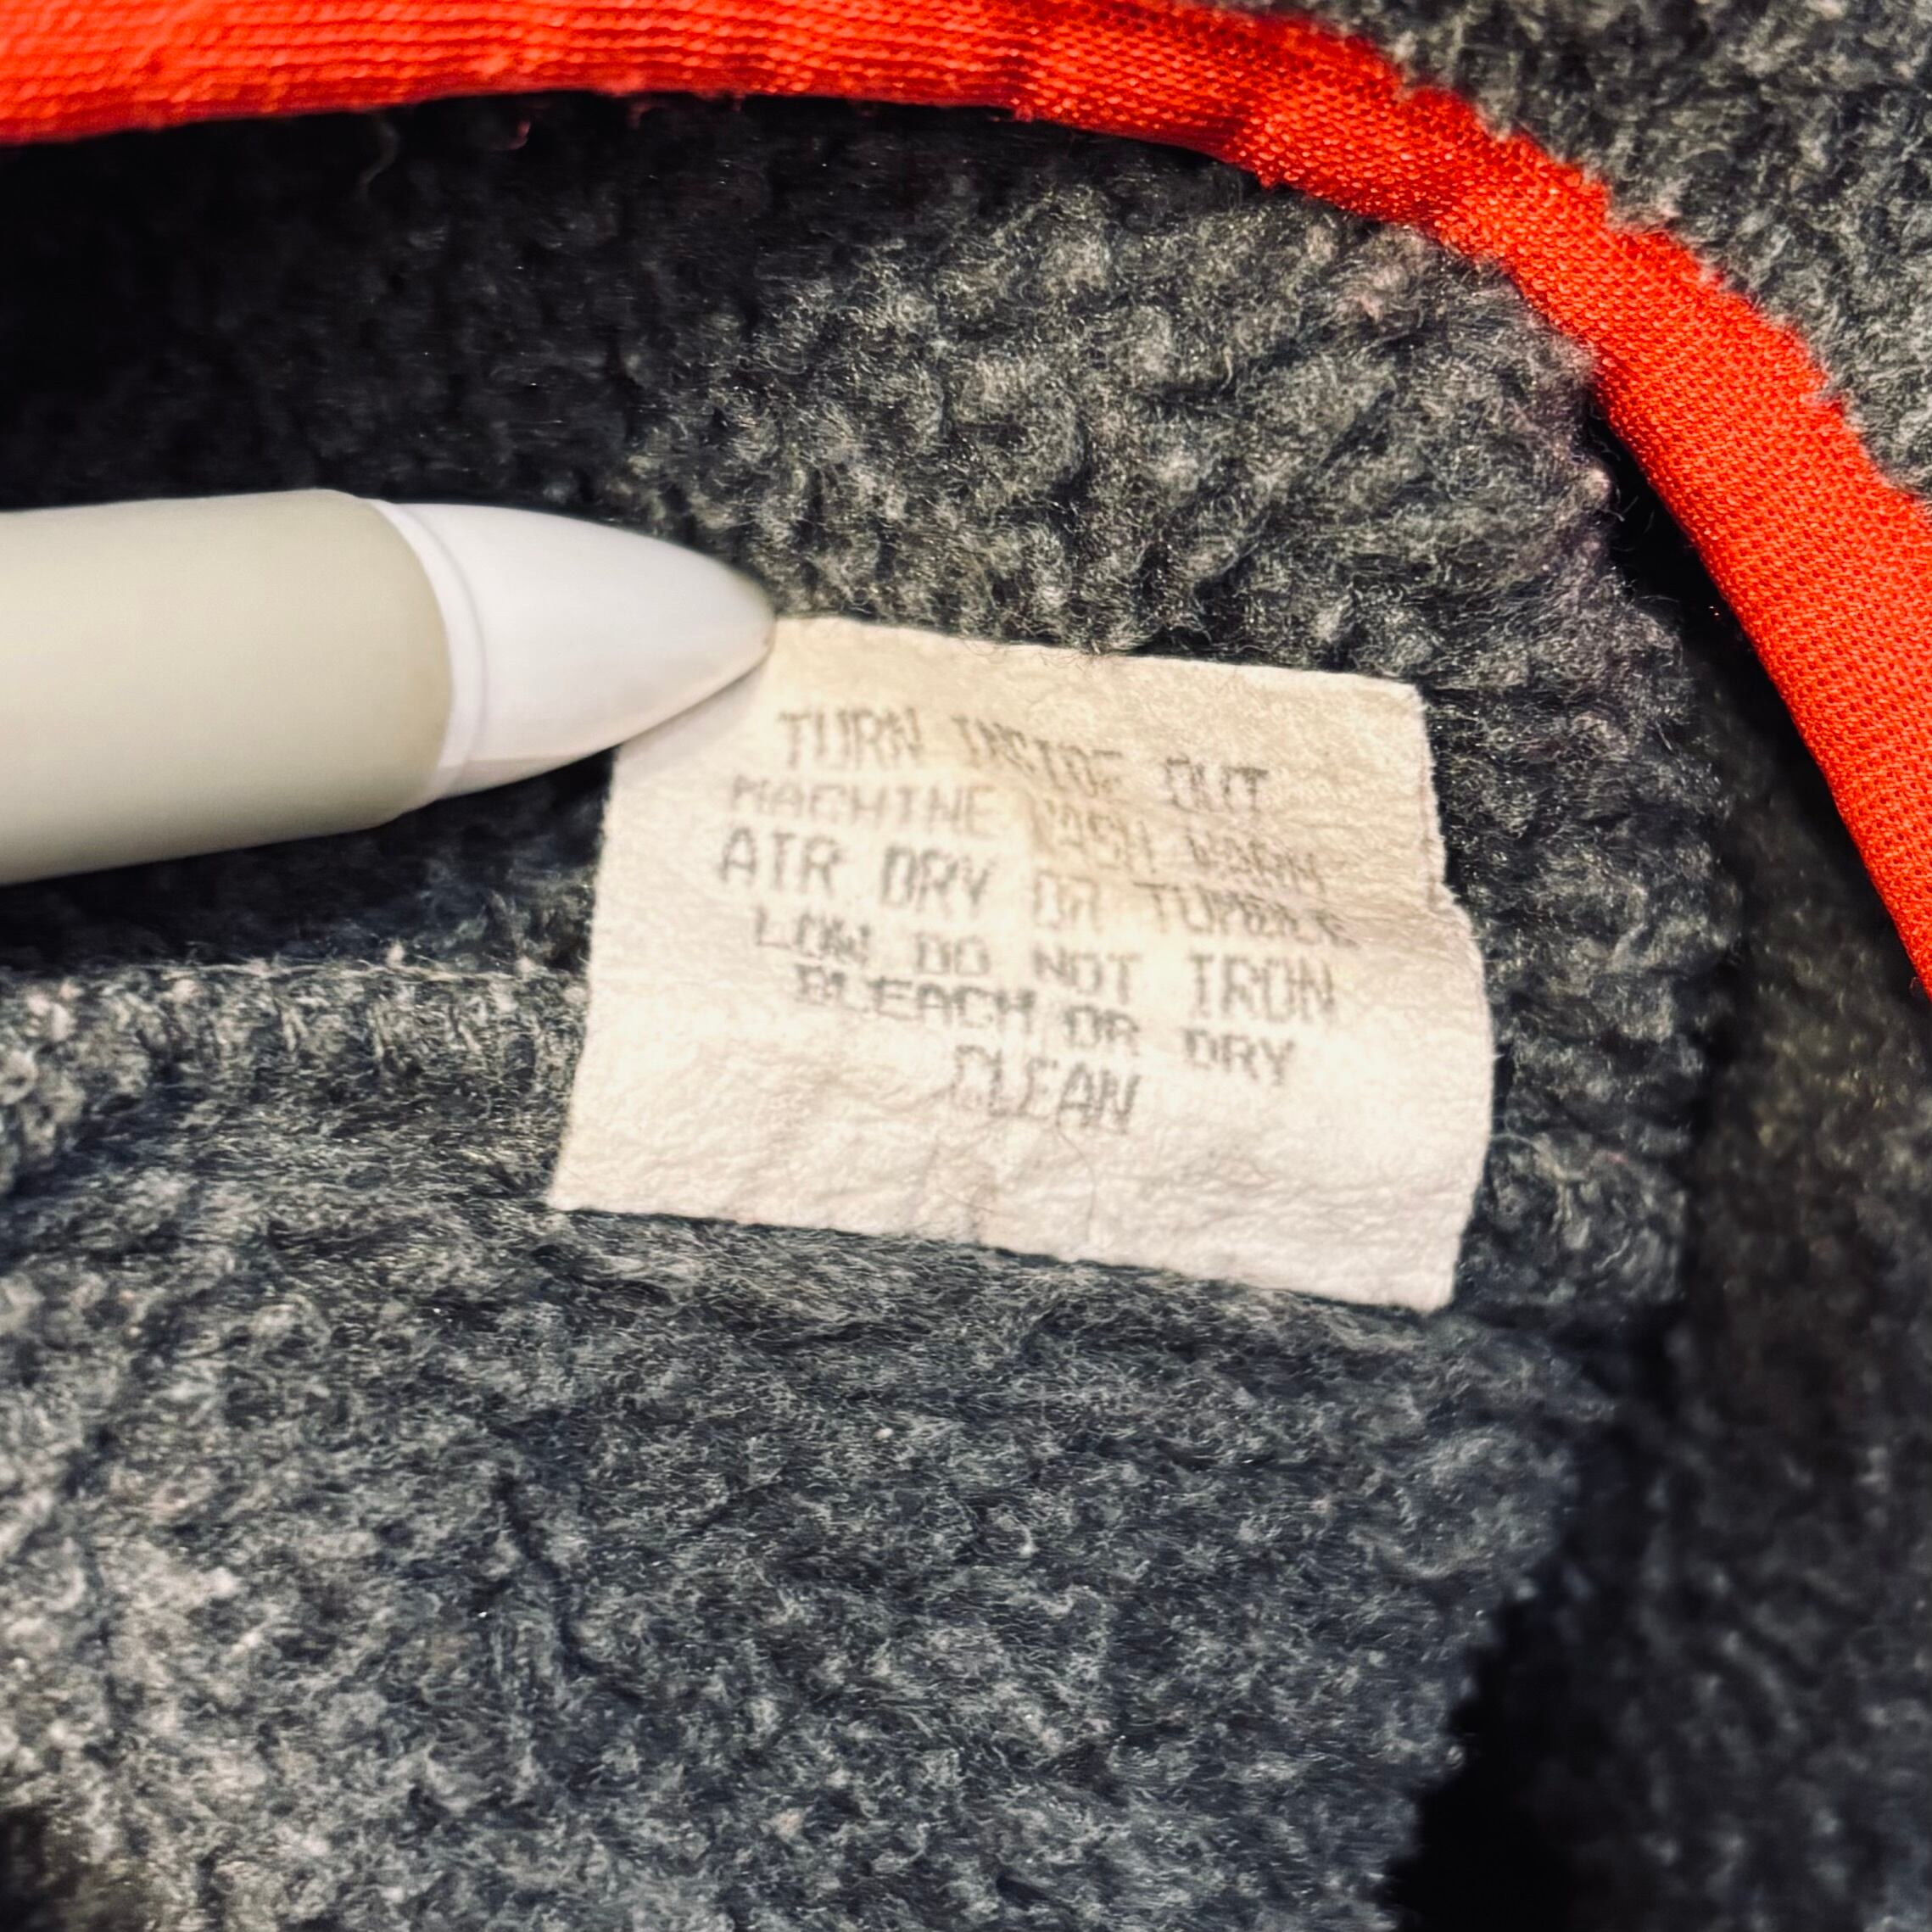 TURN INSIDE OUT
MACHINE WASH WARM
AIR DRY OR TUMBLE
LOW DO NOT IRON
BLEACH OR DRY
CLEAN